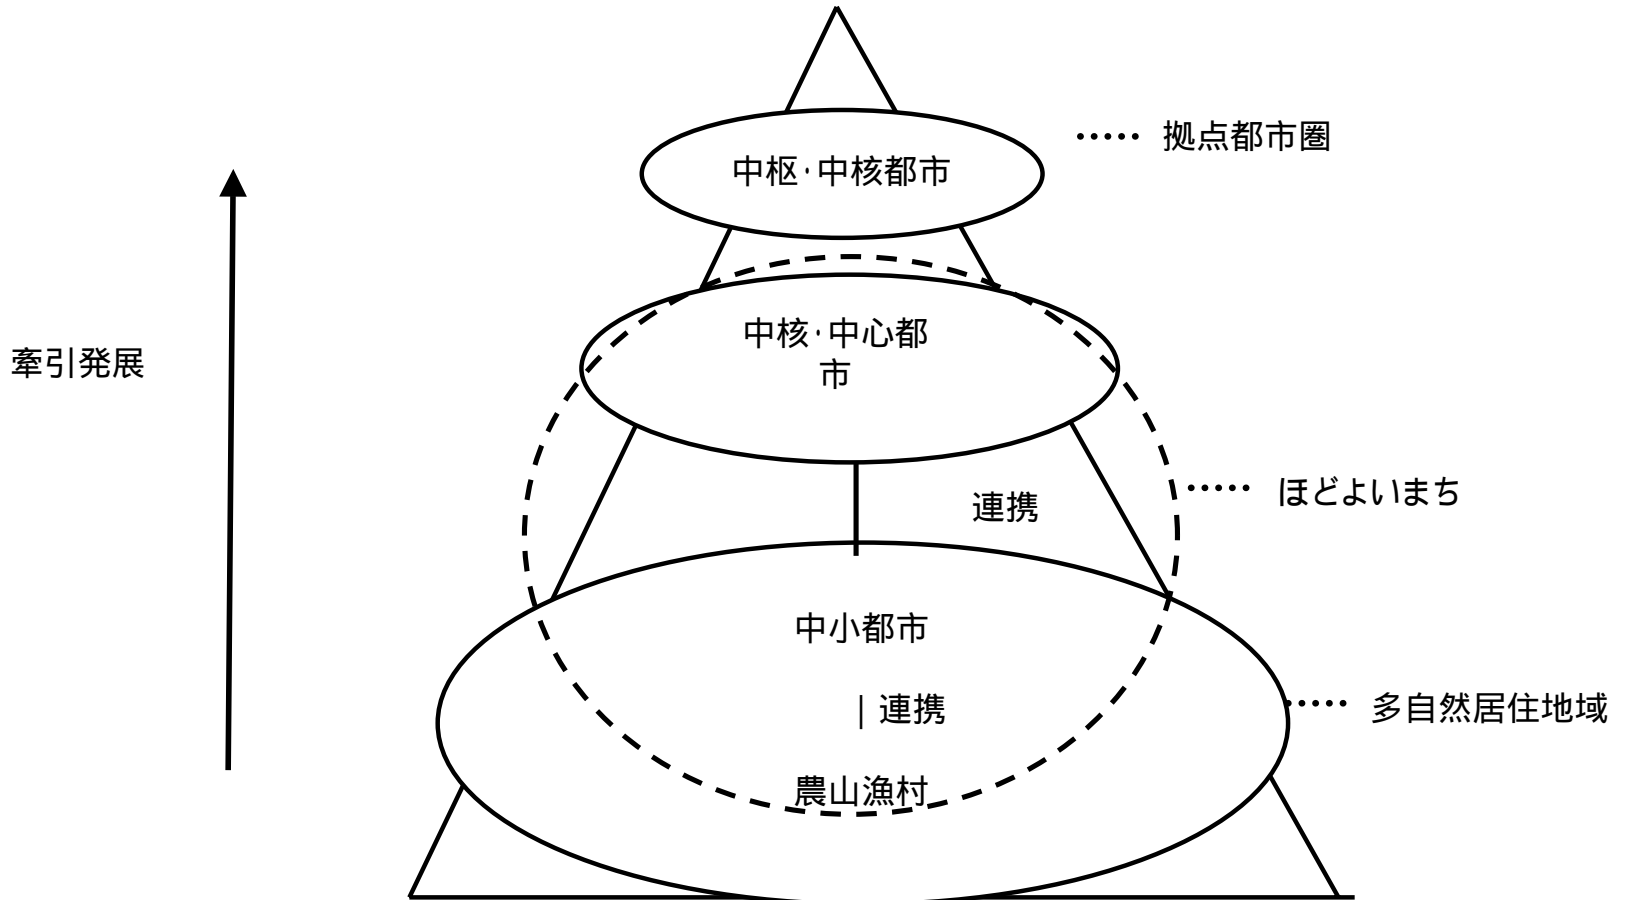 拠点都市圏
中枢・中核都市
中核・中心都
市
牽引発展
ほどよいまち
連携
中小都市
｜連携
多自然居住地域
農山漁村